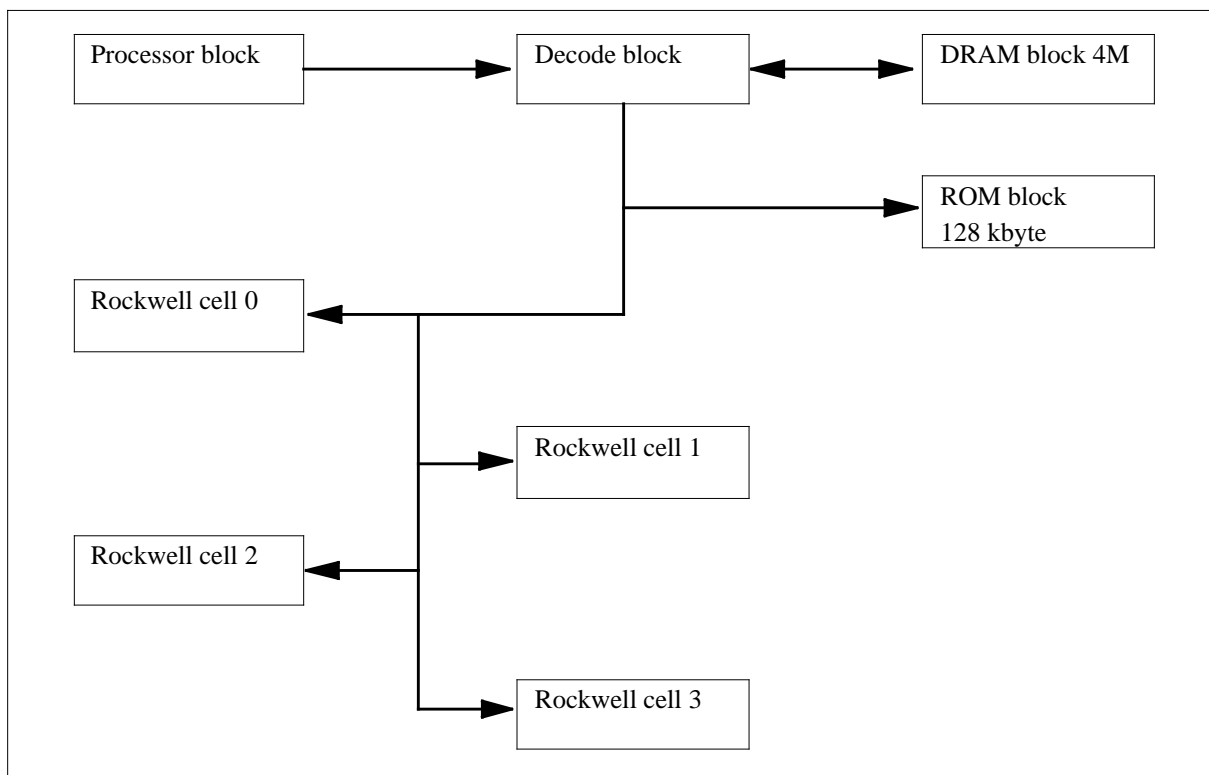 Processor block
Decode block
DRAM block 4M
ROM block
128 kbyte
Rockwell cell 0
Rockwell cell 1
Rockwell cell 2
Rockwell cell 3